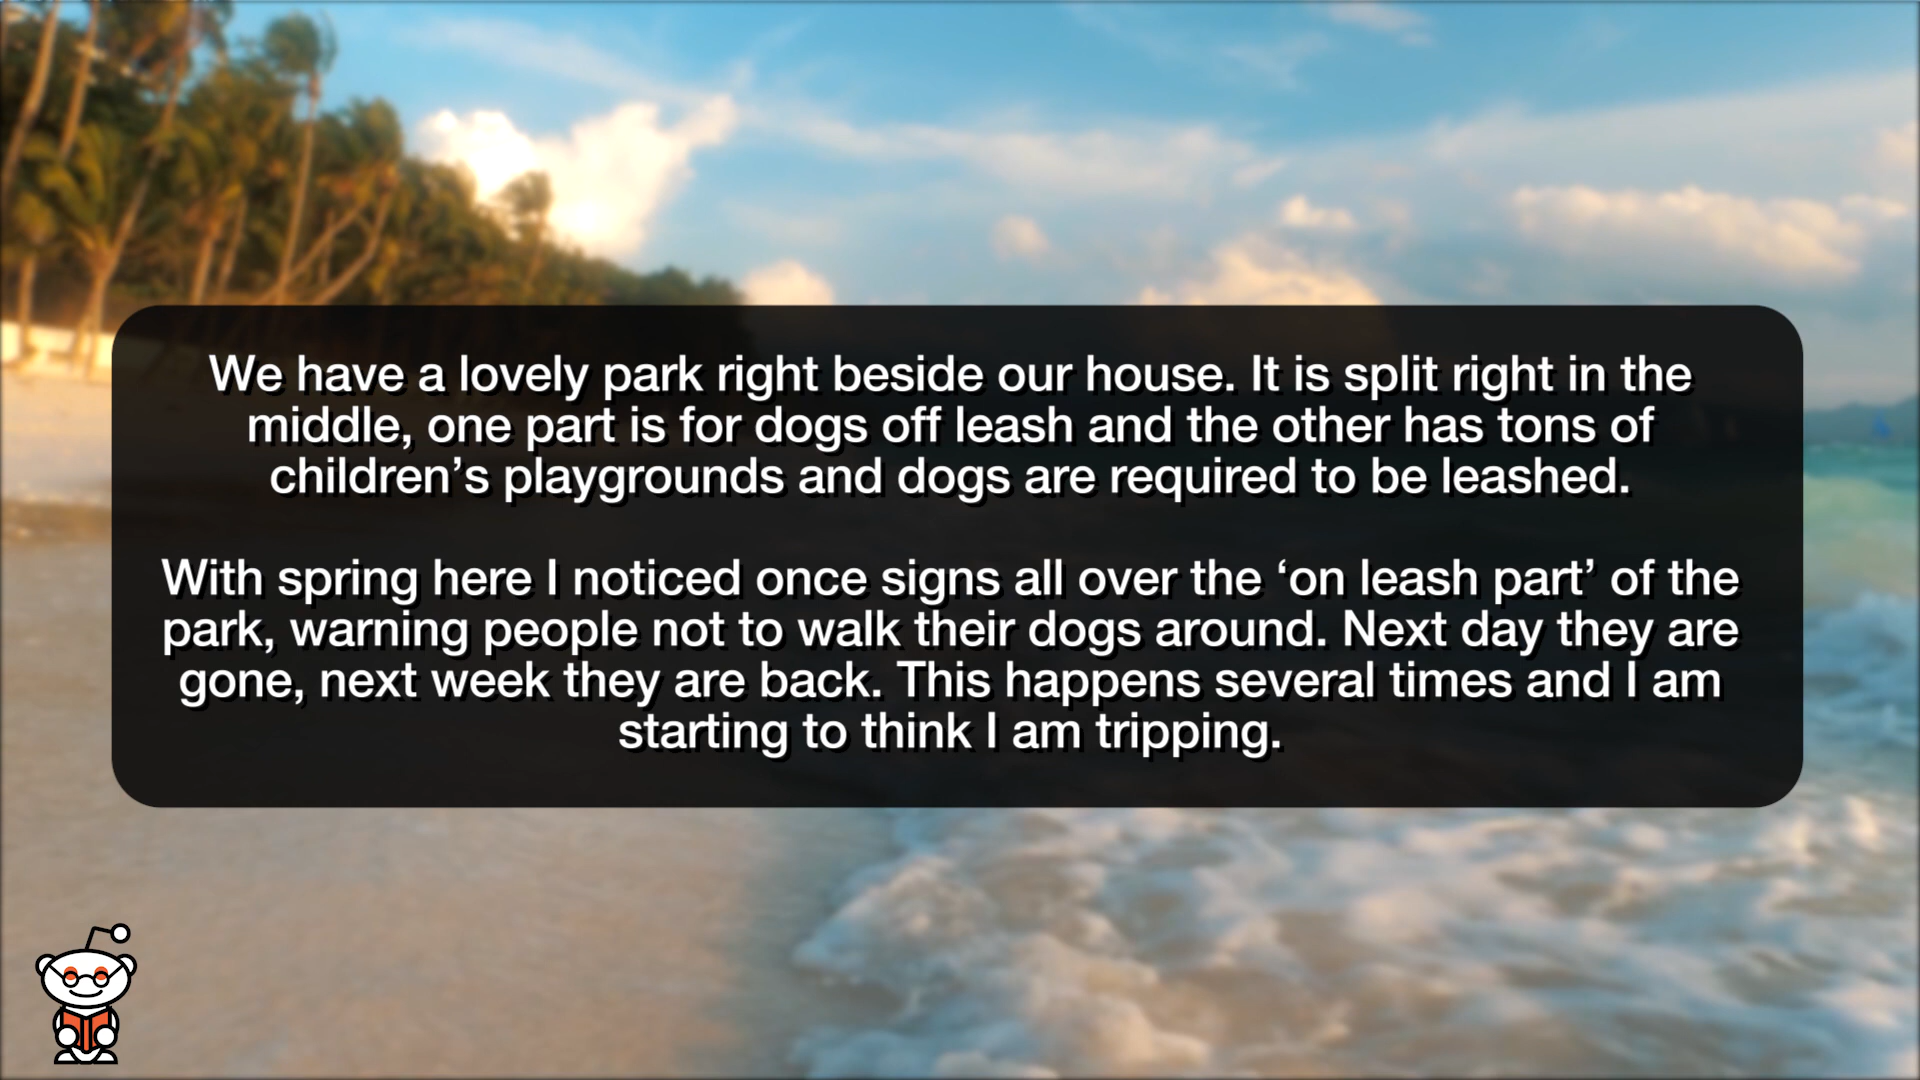 We have a lovely park right beside our house. It is split right in the
middle, one part is for dogs off leash and the other has tons of
children’s playgrounds and dogs are required to be leashed.
With spring here I noticed once signs all over the ‘on leash part’ of the
park, warning people not to walk their dogs around. Next day they are
gone, next week they are back. This happens several times and I am
starting to think I am tripping.